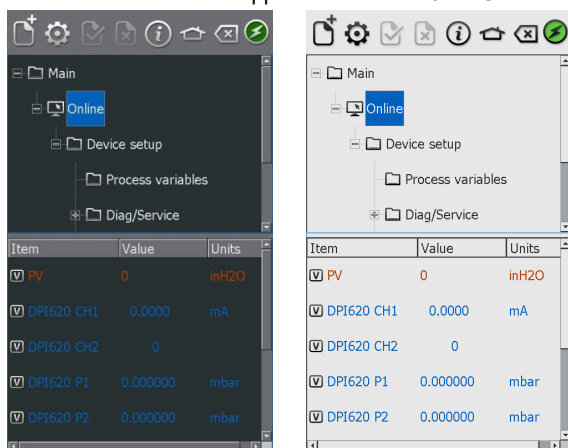 Main
Online
Device setup
Process variables
Diag/Service
Item Value Units
V PV 0 inH2O
V DPI620 CH1 0.0000 mA
V DPI620 CH2 0
V DPI620 P1 0.000000 mbar
V DPI620 P2 0.000000 mbar
Main
Online
Device setup
Process variables
Diag/Service
Item Value Units
V PV 0 inH2O
V DPI620 CH1 0.0000 mA
V DPI620 CH2 0
V DPI620 P1 0.000000 mbar
V DPI620 P2 0.000000 mbar